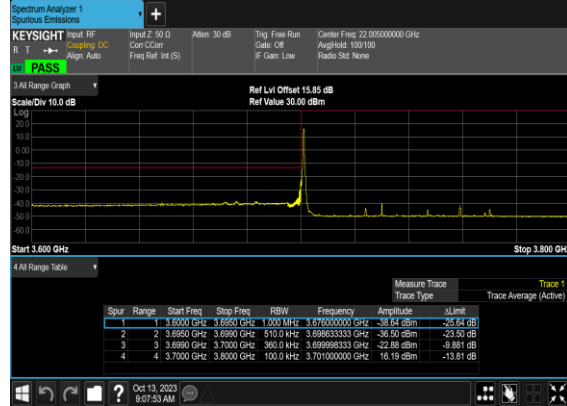 Spectrum Analyzer 1
Spurious Emissions
+
KEYSIGHT Input: RF Input Z: 50 Ω Atten: 30 dB Trig: Free Run Center Freq: 22.005000000 GHz
R T Coupling: DC Corr CCorr Gate: Off Avg|Hold: 100/100
Align: Auto Freq Ref: Int (S) IF Gain: Low Radio Std: None
PASS
3 All Range Graph
Ref Lvl Offset 15.85 dB
Scale/Div 10.0 dB Ref Value 30.00 dBm
Log
20.0
10.0
0.00
-10.0
-20.0
-30.0
-40.0
-50.0
-60.0
Start 3.600 GHz Stop 3.800 GH
4 All Range Table
Measure Trace Trace 1
Trace Type Trace Average (Active)
Spur Range Start Freq Stop Freq RBW Frequency Amplitude ΔLimit
1 1 3.6000 GHz 3.6950 GHz 1.000 MHz 3.676000000 GHz -38.64 dBm -25.64 dB
2 2 3.6950 GHz 3.6990 GHz 510.0 kHz 3.698633333 GHz -36.50 dBm -23.50 dB
3 3 3.6990 GHz 3.7000 GHz 360.0 kHz 3.699998333 GHz -22.88 dBm -9.881 dB
4 4 3.7000 GHz 3.8000 GHz 100.0 kHz 3.701000000 GHz 16.19 dBm -13.81 dB
? Oct 13, 2023
9:07:53 AM